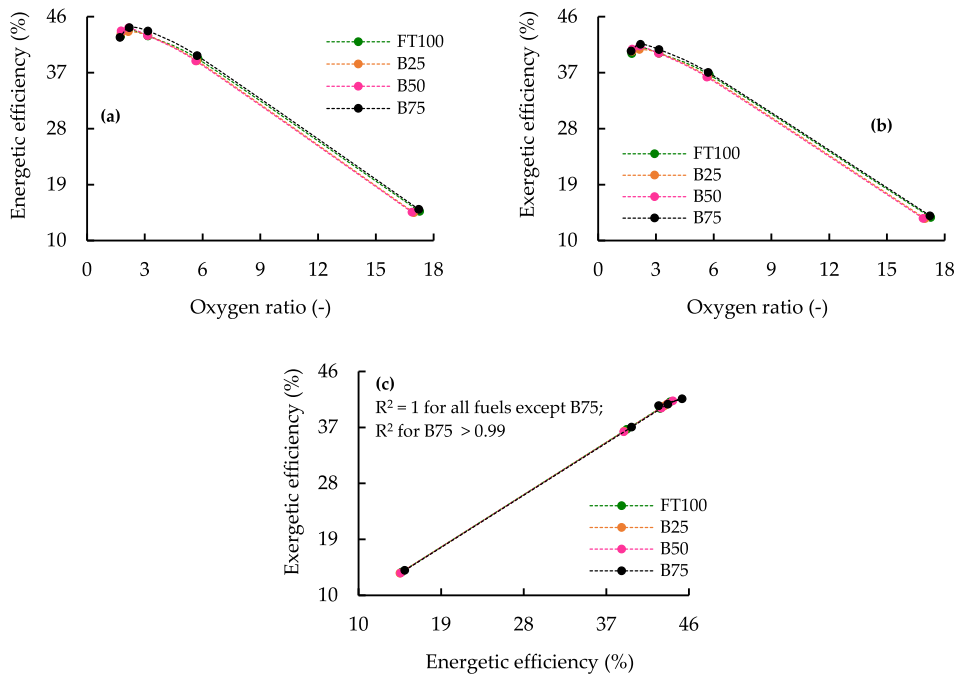 Energetic efficiency (%)
46
37
28
19
10
(a)
FT100
B25
B50
B75
0 3 6 9 12 15 18
Oxygen ratio (-)
Exergetic efficiency (%)
46
37
28
19
10
(b)
FT100
B25
B50
B75
0 3 6 9 12 15 18
Oxygen ratio (-)
Exergetic efficiency (%)
46
37
28
19
10
(c)
R² = 1 for all fuels except B75;
R² for B75 > 0.99
FT100
B25
B50
B75
10 19 28 37 46
Energetic efficiency (%)